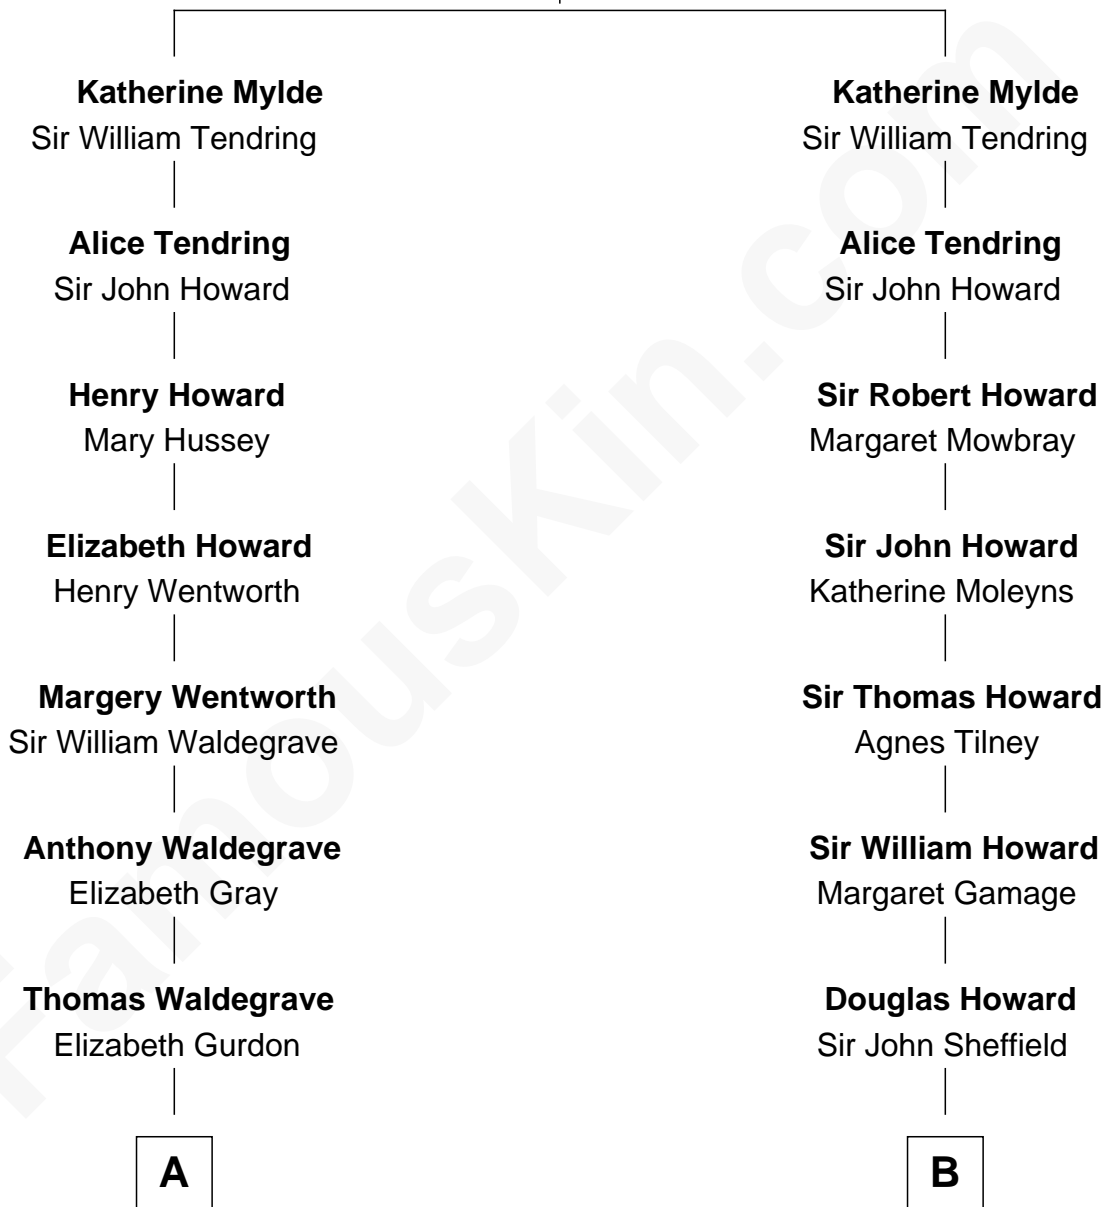 Katherine Mylde
Sir William Tendring
Alice Tendring
Sir John Howard
Henry Howard
Mary Hussey
Elizabeth Howard
Henry Wentworth
Margery Wentworth
Sir William Waldegrave
Anthony Waldegrave
Elizabeth Gray
Thomas Waldegrave
Elizabeth Gurdon
A
Katherine Mylde
Sir William Tendring
Alice Tendring
Sir John Howard
Sir Robert Howard
Margaret Mowbray
Sir John Howard
Katherine Moleyns
Sir Thomas Howard
Agnes Tilney
Sir William Howard
Margaret Gamage
Douglas Howard
Sir John Sheffield
B
FamousKin.com